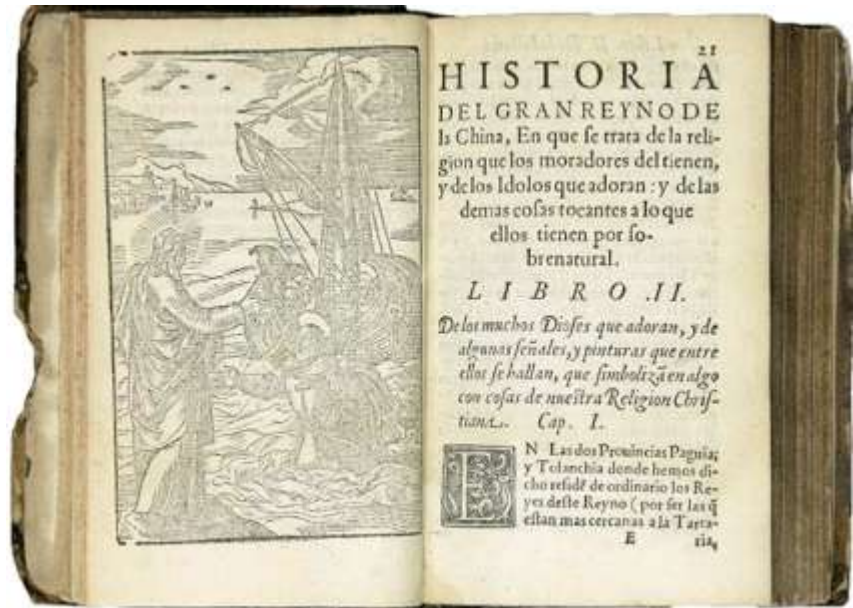 21
HISTORIA
DEL GRAN REYNO DE
la China, En que ſe trata de la reli-
gion que los moradores del tienen,
y de los Idolos que adoran : y de las
demas coſas tocantes a lo que
ellos tienen por ſo-
brenatural.
LIBRO .II.
De los muchos Dioſes que adoran, y de
algunas ſeñales, y pinturas que entre
ellos ſe hallan, que ſimbolizã en algo
con coſas de nueſtra Religion Chriſ-
tiana. Cap. I.
EN Las dos Prouincias Paguia;
y Tolanchia donde hemos di-
cho reſidẽ de ordinario los Re-
yes deſte Reyno ( por ſer las q̃
eſtan mas cercanas a la Tarta-
E ria,